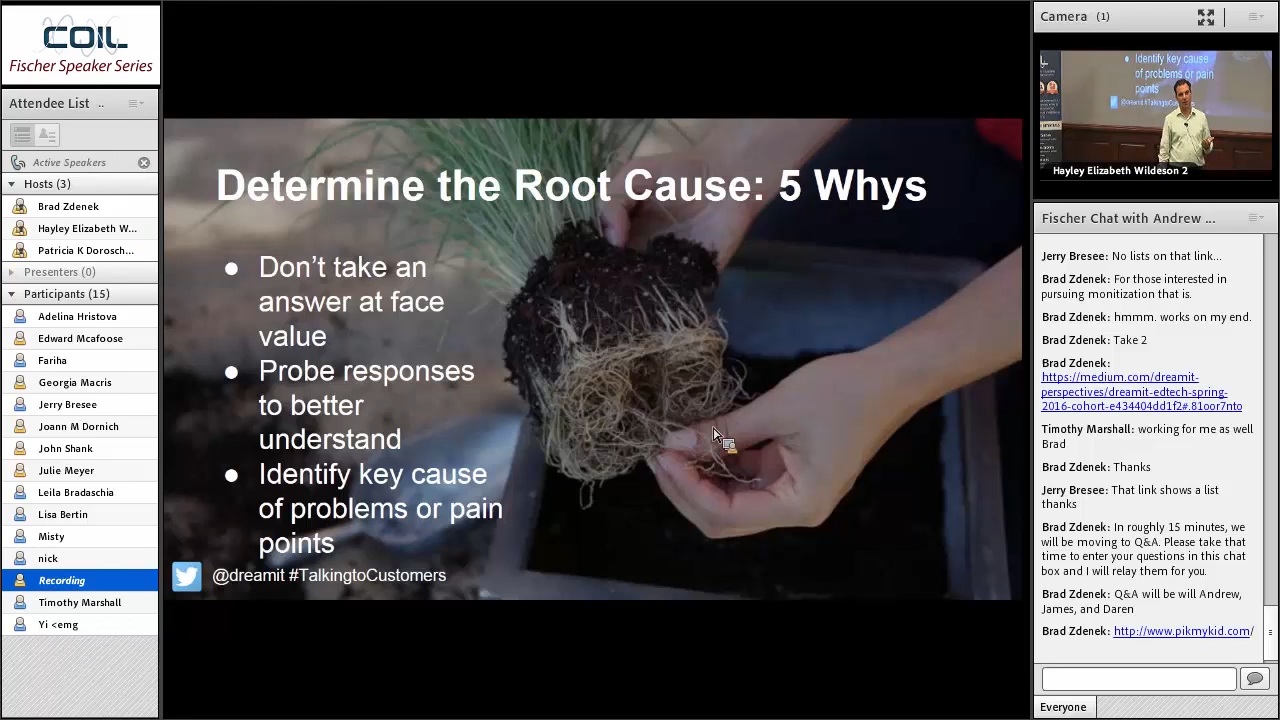 COIL
Fischer Speaker Series
Attendee List ..
Active Speakers
Hosts (3)
Brad Zdenek
Hayley Elizabeth W...
Patricia K Dorosch...
Presenters (0)
Participants (15)
Adelina Hristova
Edward Mcafoose
Fariha
Georgia Macris
Jerry Bresee
Joann M Dornich
John Shank
Julie Meyer
Leila Bradaschia
Lisa Bertin
Misty
nick
Recording
Timothy Marshall
Yi <emg
Determine the Root Cause: 5 Whys
● Don’t take an
answer at face
value
● Probe responses
to better
understand
● Identify key cause
of problems or pain
points
@dreamit #TalkingtoCustomers
Camera (1)
● Identify key cause
of problems or pain
points
@dreamit #TalkingtoCustomers
Hayley Elizabeth Wildeson 2
Fischer Chat with Andrew ...
Jerry Bresee: No lists on that link...
Brad Zdenek: For those interested in
pursuing monitization that is.
Brad Zdenek: hmmm. works on my end.
Brad Zdenek: Take 2
Brad Zdenek:
https://medium.com/dreamit-
perspectives/dreamit-edtech-spring-
2016-cohort-e434404dd1f2#.81oor7nto
Timothy Marshall: working for me as well
Brad
Brad Zdenek: Thanks
Jerry Bresee: That link shows a list
thanks
Brad Zdenek: In roughly 15 minutes, we
will be moving to Q&A. Please take that
time to enter your questions in this chat
box and I will relay them for you.
Brad Zdenek: Q&A will be will Andrew,
James, and Daren
Brad Zdenek: http://www.pikmykid.com/
Everyone